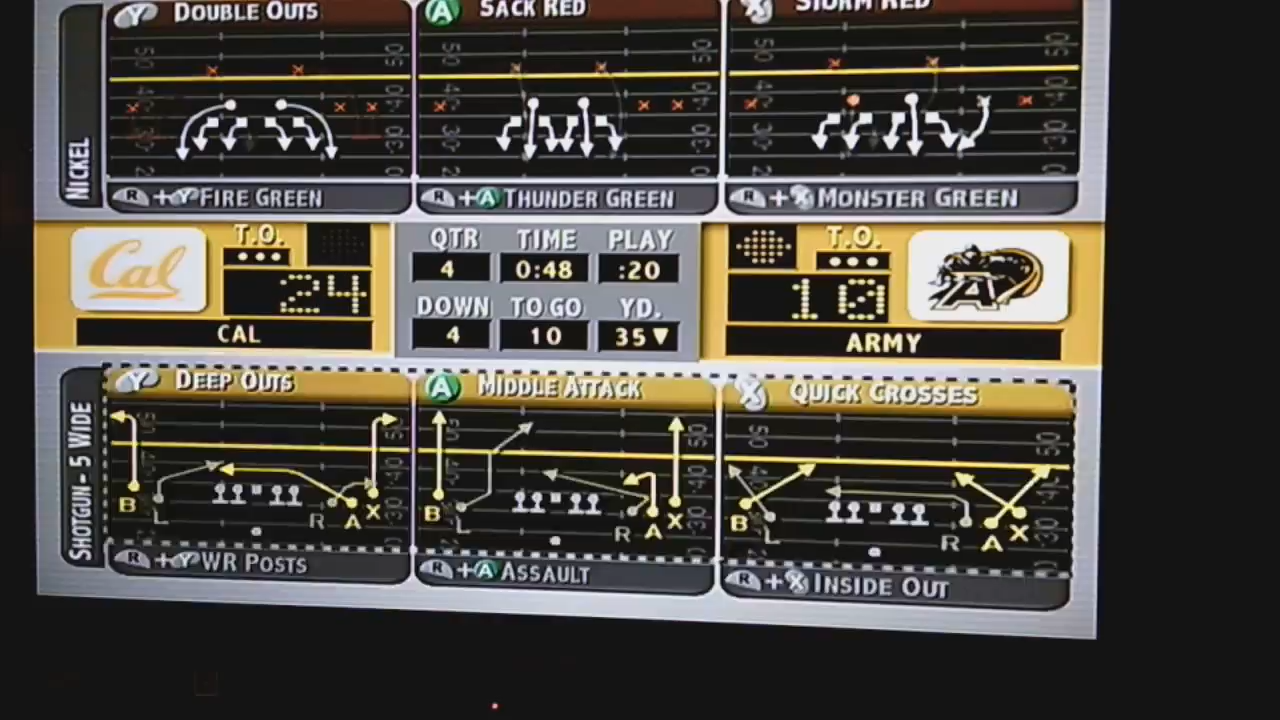 Y DOUBLE OUTS
A SACK RED
X STORM RED
NICKEL
R +Y FIRE GREEN
R +A THUNDER GREEN
R +X MONSTER GREEN
Cal
T.O.
24
CAL
QTR TIME PLAY
4 0:48 :20
DOWN TO GO YD.
4 10 35▼
T.O.
10
A
ARMY
SHOTGUN - 5 WIDE
Y DEEP OUTS
A MIDDLE ATTACK
X QUICK CROSSES
B L R A X
B L R A X
B L R A X
R +Y WR POSTS
R +A ASSAULT
R +X INSIDE OUT